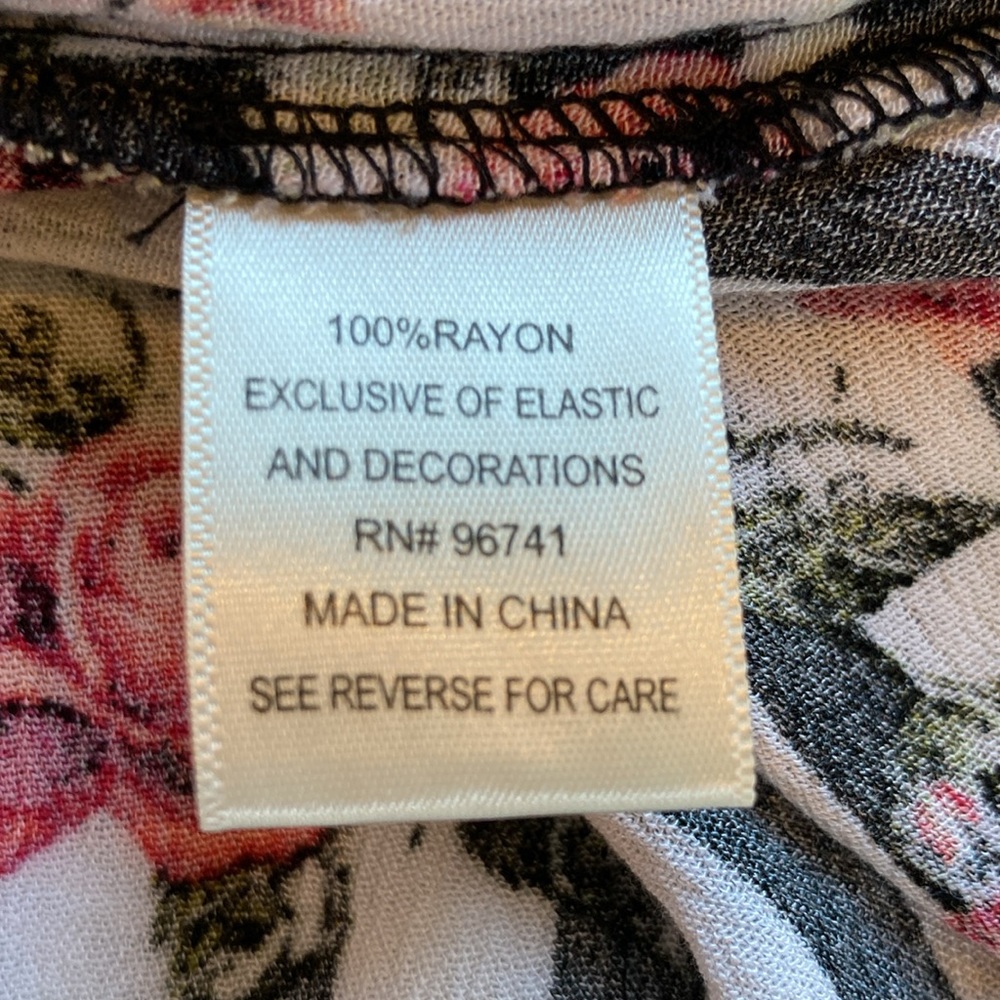 100%RAYON
EXCLUSIVE OF ELASTIC
AND DECORATIONS
RN# 96741
MADE IN CHINA
SEE REVERSE FOR CARE